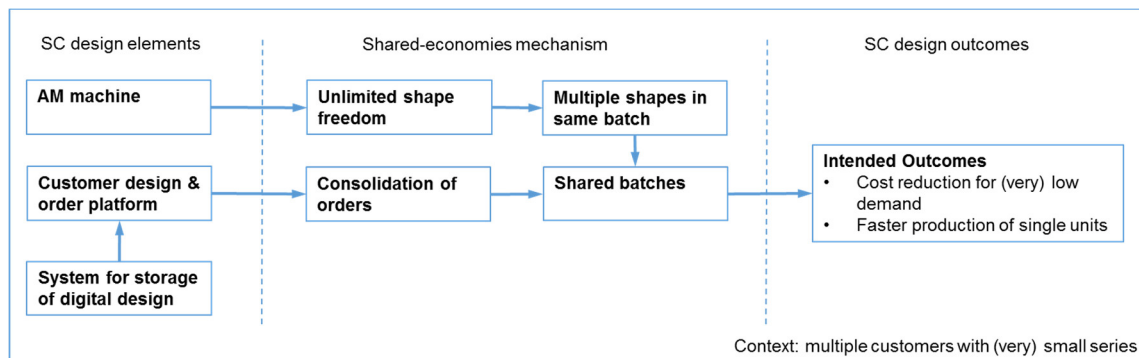 SC design elements
Shared-economies mechanism
SC design outcomes
AM machine
Unlimited shape
freedom
Multiple shapes in
same batch
Customer design &
order platform
Consolidation of
orders
Shared batches
Intended Outcomes
• Cost reduction for (very) low
demand
• Faster production of single units
System for storage
of digital design
Context: multiple customers with (very) small series